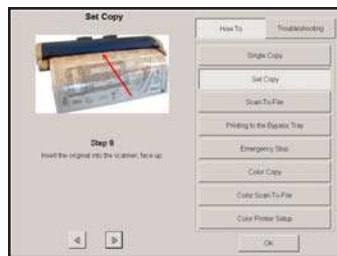 Set Copy
How To
Troubleshooting
Single Copy
Set Copy
Scan-To-File
Printing to the Bypass Tray
Emergency Stop
Color Copy
Color Scan-To-File
Color Printer Setup
Step 8
Insert the original into the scanner, face up.
OK